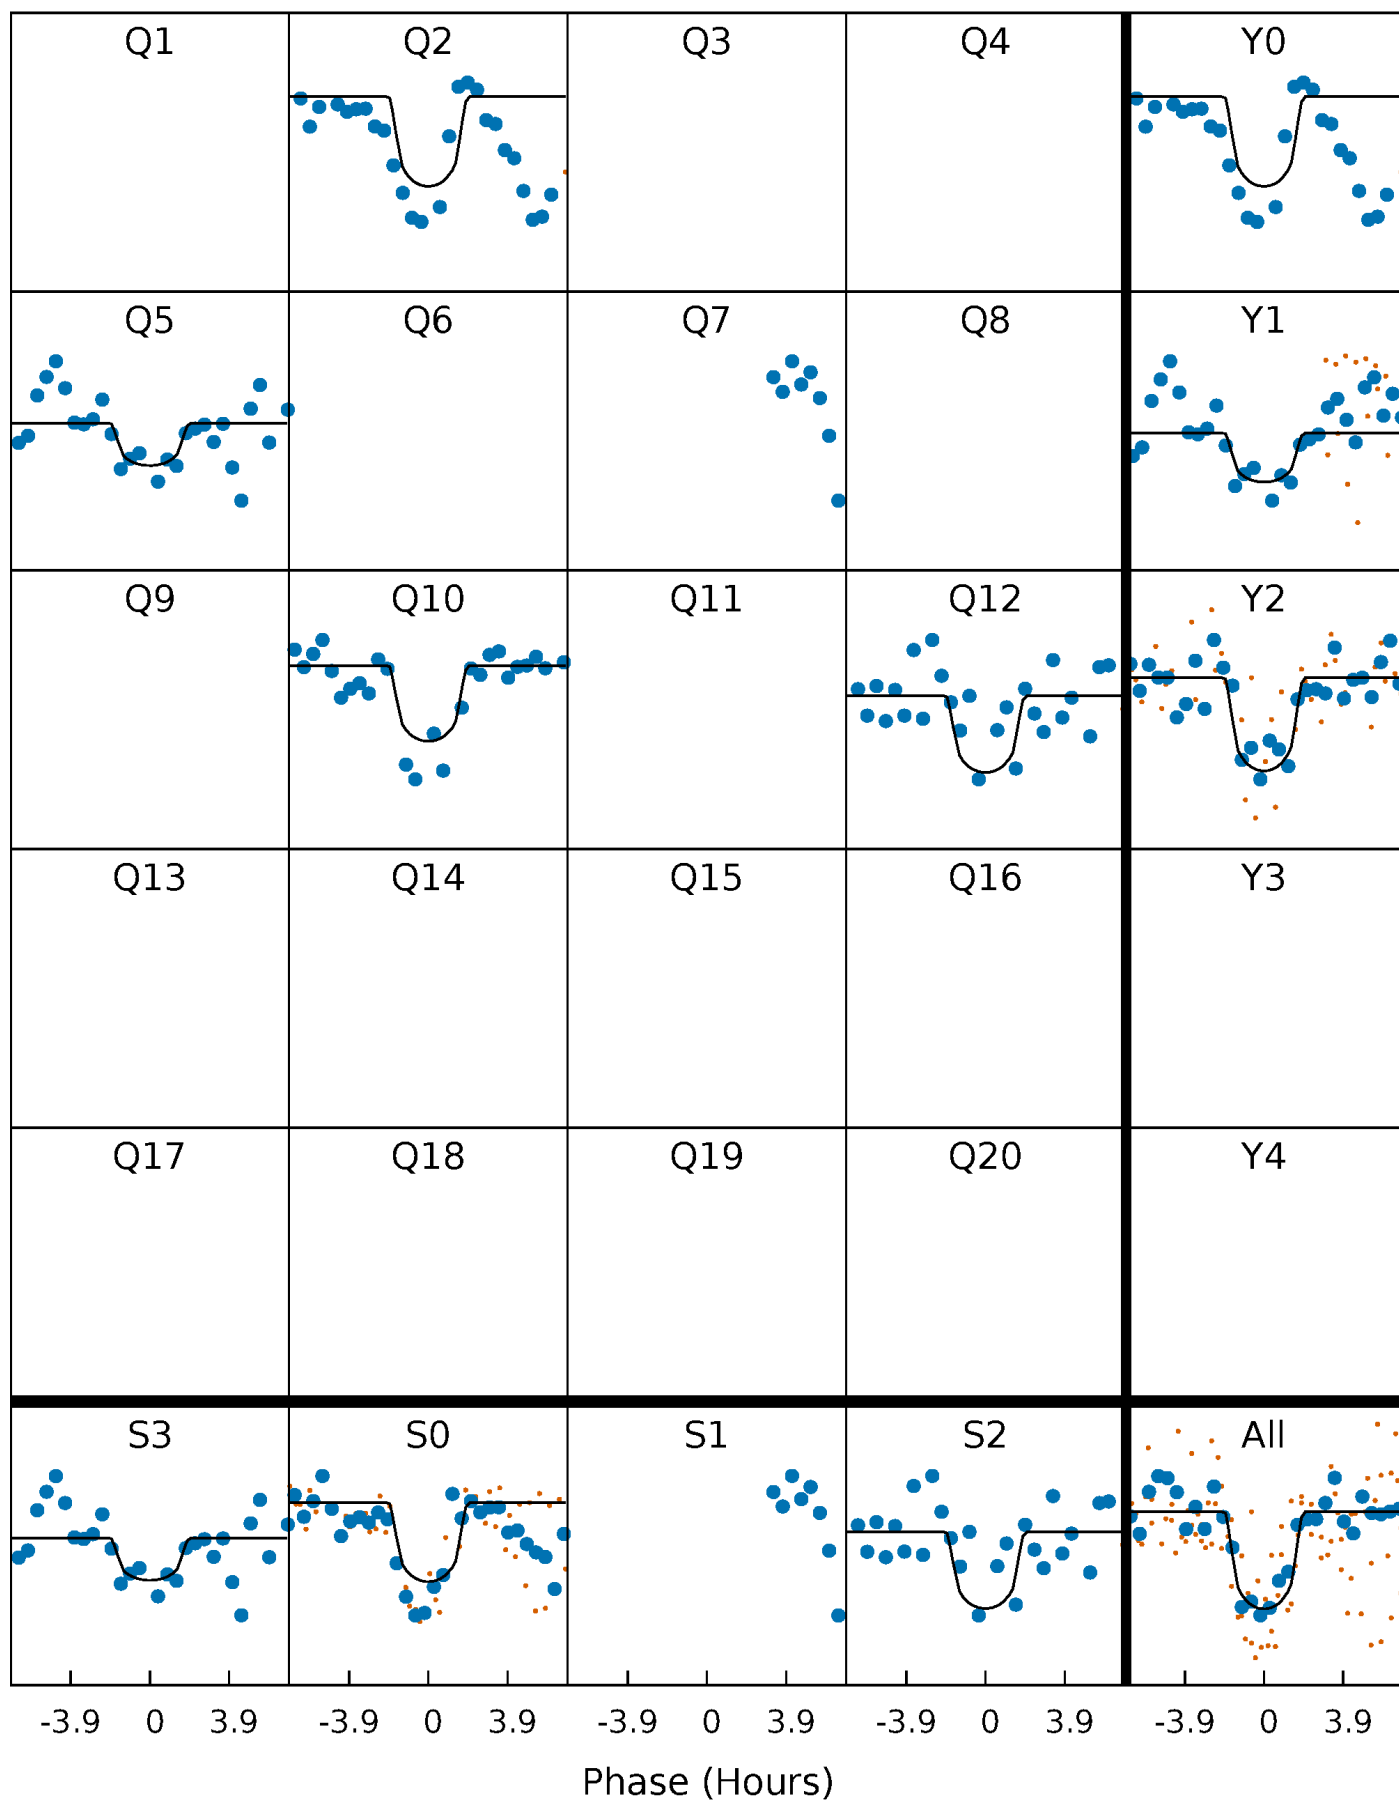 Q1 Q2 Q3 Q4 Y0
Q5 Q6 Q7 Q8 Y1
Q9 Q10 Q11 Q12 Y2
Q13 Q14 Q15 Q16 Y3
Q17 Q18 Q19 Q20 Y4
S3 S0 S1 S2 All
-3.9 0 3.9 -3.9 0 3.9 -3.9 0 3.9 -3.9 0 3.9 -3.9 0 3.9
Phase (Hours)